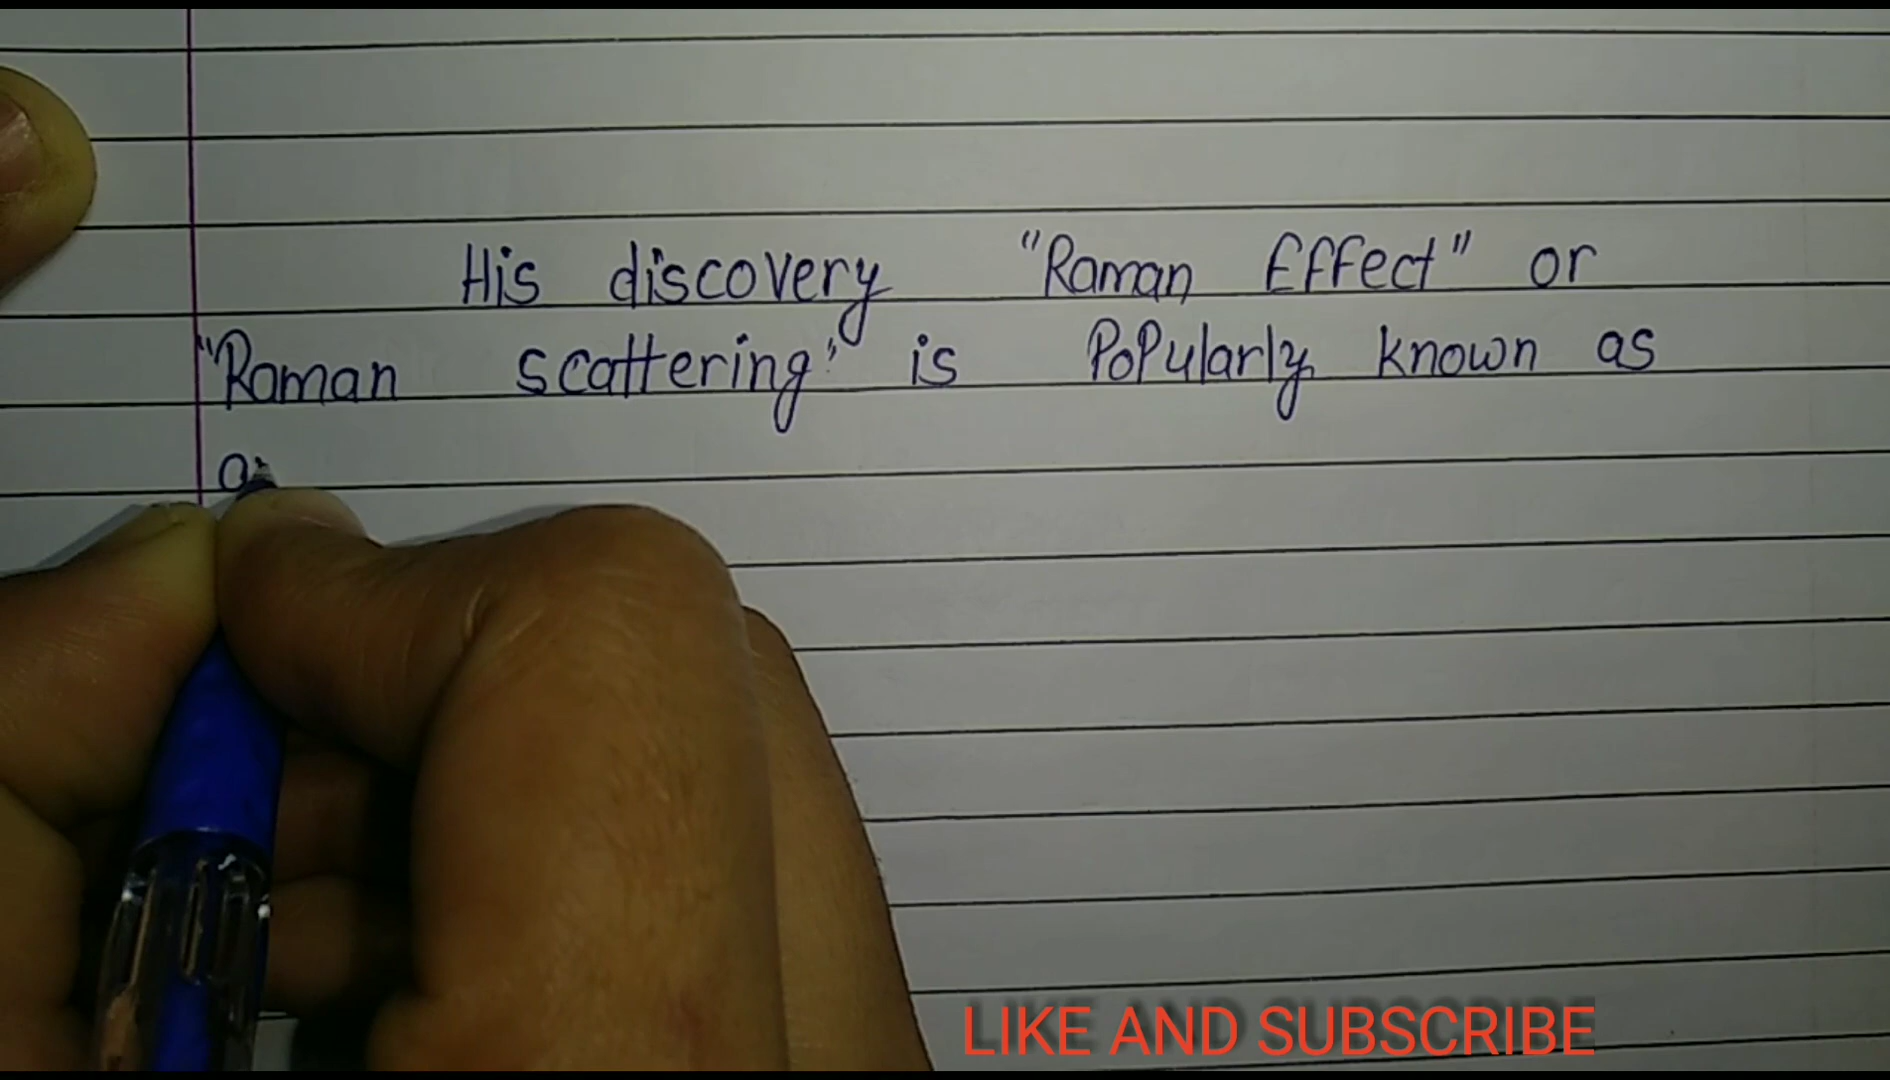 His discovery "Raman Effect" or
"Raman scattering" is Popularly known as
a
LIKE AND SUBSCRIBE